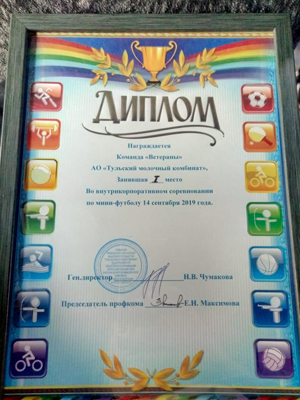 ДИПЛОМ
Награждается
Команда «Ветераны»
АО «Тульский молочный комбинат»,
Занявшая I место
Во внутрикорпоративном соревновании
по мини-футболу 14 сентября 2019 года.
Ген.директор Н.В. Чумакова
Председатель профкома Е.Н. Максимова